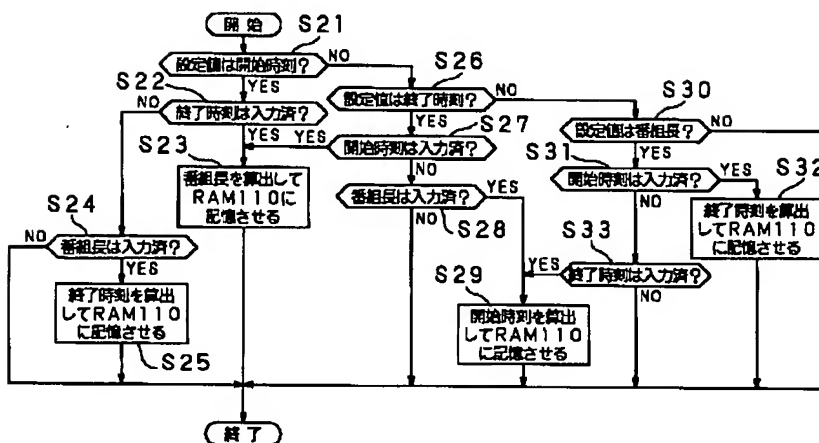 開始
S21
設定値は開始時刻?
NO
YES
S22
終了時刻は入力済?
NO
YES
S23
番組長を算出して
RAM110に
記憶させる
S24
番組長は入力済?
NO
YES
終了時刻を算出
してRAM110
に記憶させる
S25
S26
設定値は終了時刻?
NO
YES
S27
開始時刻は入力済?
YES
NO
番組長は入力済?
YES
NO
S28
S29
開始時刻を算出
してRAM110
に記憶させる
S30
設定値は番組長?
NO
YES
S31
開始時刻は入力済?
YES
NO
S32
終了時刻を算出
してRAM110
に記憶させる
S33
終了時刻は入力済?
YES
NO
終了